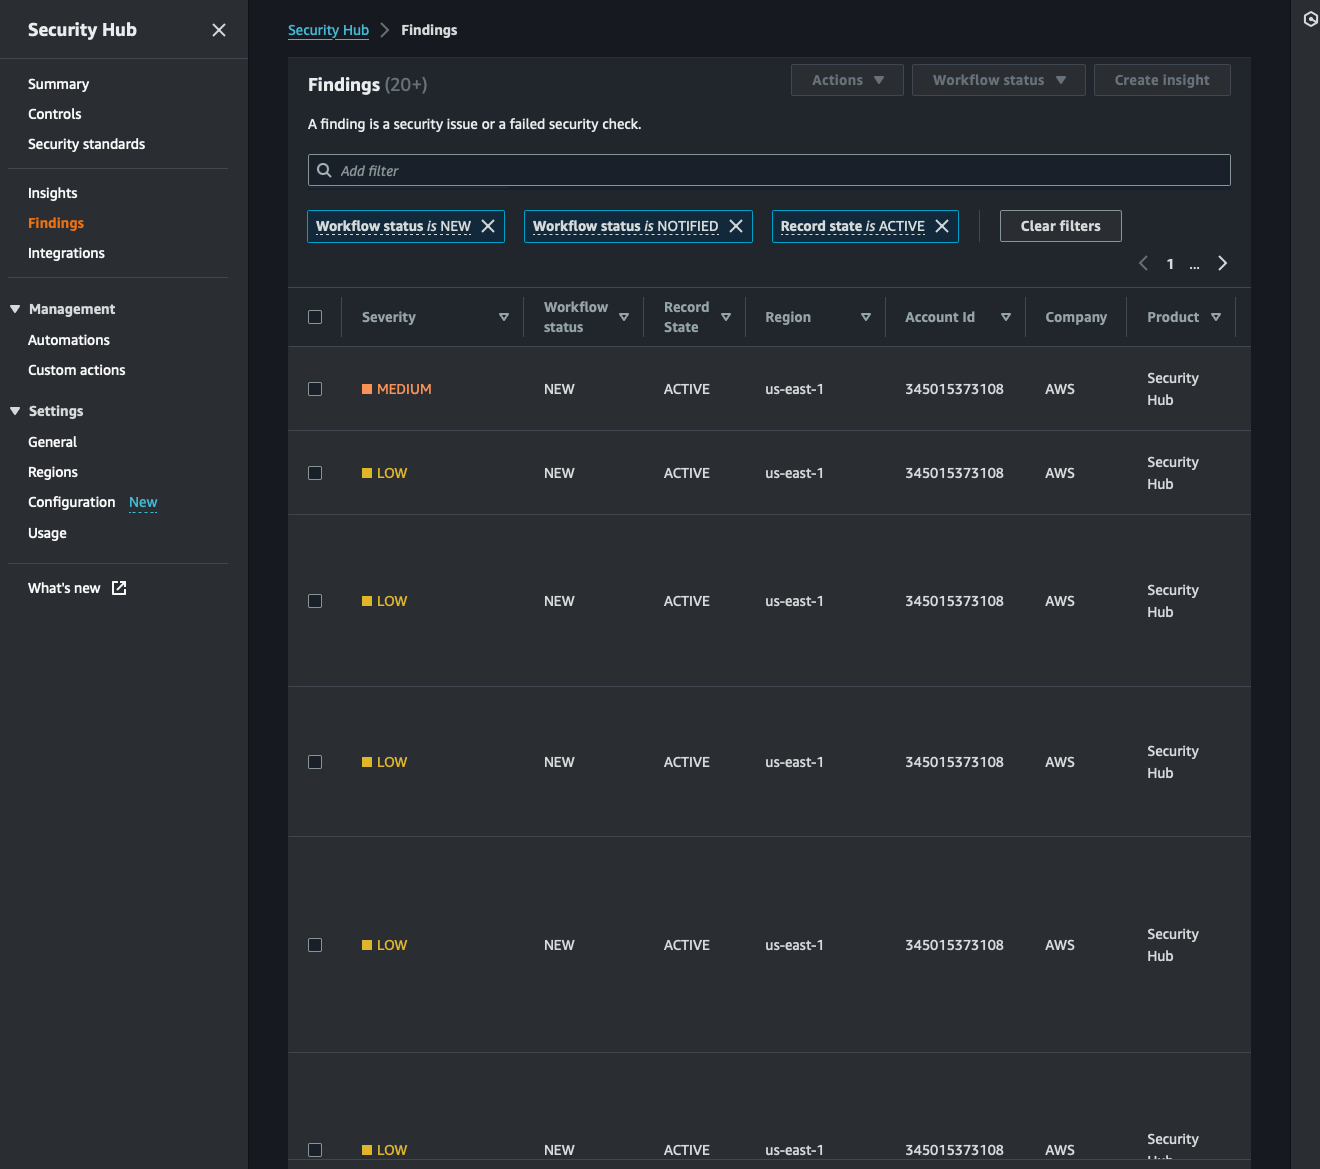 Security Hub
Summary
Controls
Security standards
Insights
Findings
Integrations
Management
Automations
Custom actions
Settings
General
Regions
Configuration New
Usage
What's new
Security Hub Findings
Findings (20+)
Actions Workflow status Create insight
A finding is a security issue or a failed security check.
Add filter
Workflow status is NEW Workflow status is NOTIFIED Record state is ACTIVE Clear filters
1 ...
Severity Workflow status Record State Region Account Id Company Product
MEDIUM NEW ACTIVE us-east-1 345015373108 AWS Security Hub
LOW NEW ACTIVE us-east-1 345015373108 AWS Security Hub
LOW NEW ACTIVE us-east-1 345015373108 AWS Security Hub
LOW NEW ACTIVE us-east-1 345015373108 AWS Security Hub
LOW NEW ACTIVE us-east-1 345015373108 AWS Security Hub
LOW NEW ACTIVE us-east-1 345015373108 AWS Security Hub